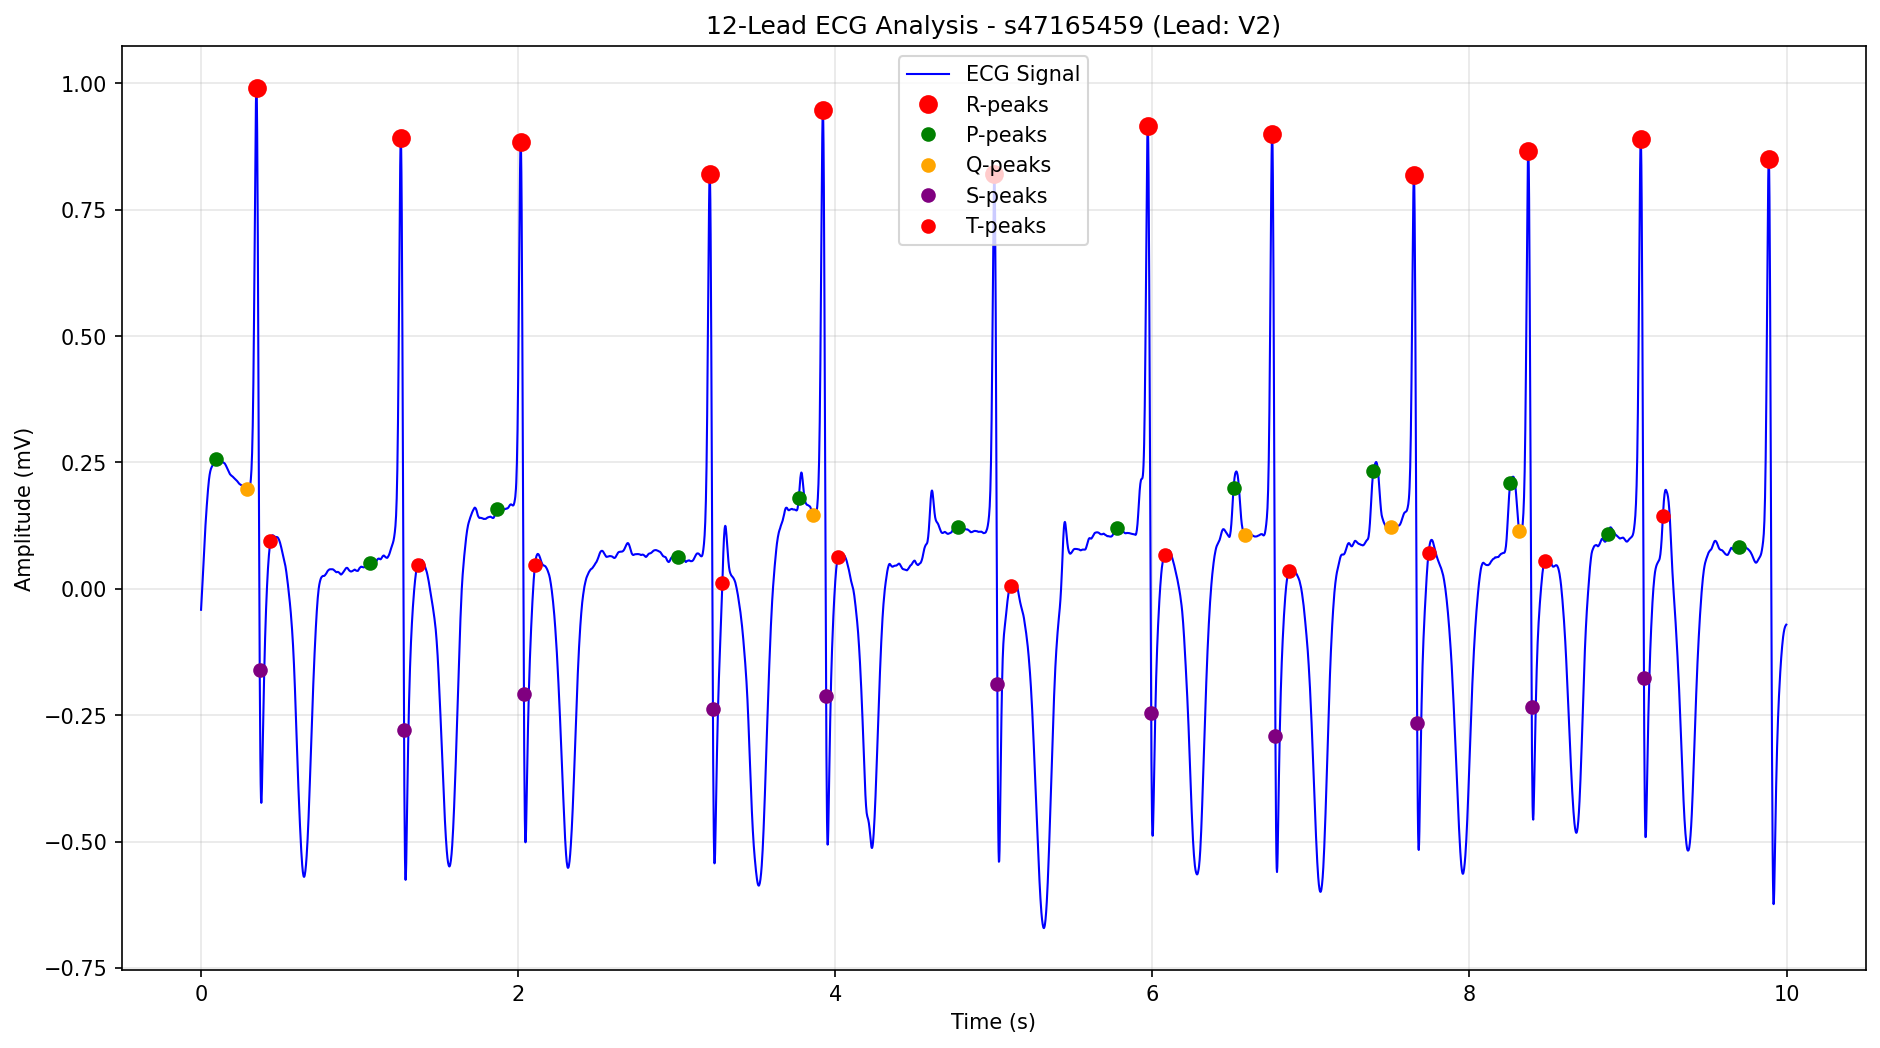 12-Lead ECG Analysis - s47165459 (Lead: V2)
ECG Signal
R-peaks
P-peaks
Q-peaks
S-peaks
T-peaks
Amplitude (mV)
1.00
0.75
0.50
0.25
0.00
−0.25
−0.50
−0.75
0 2 4 6 8 10
Time (s)